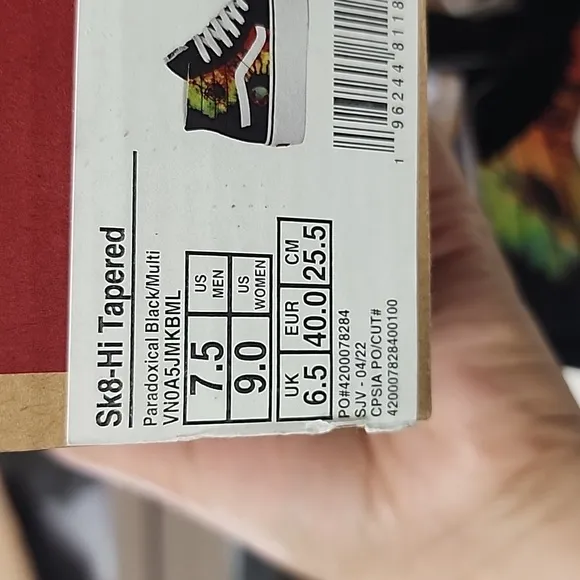 Sk8-Hi Tapered
Paradoxical Black/Multi
VN0A5JMKBML
7.5 US MEN
9.0 US WOMEN
UK EUR CM
6.5 40.0 25.5
PO#4200078284
SJV - 04/22
CPSIA PO/CUT#
420007828400100
1 96244 8118